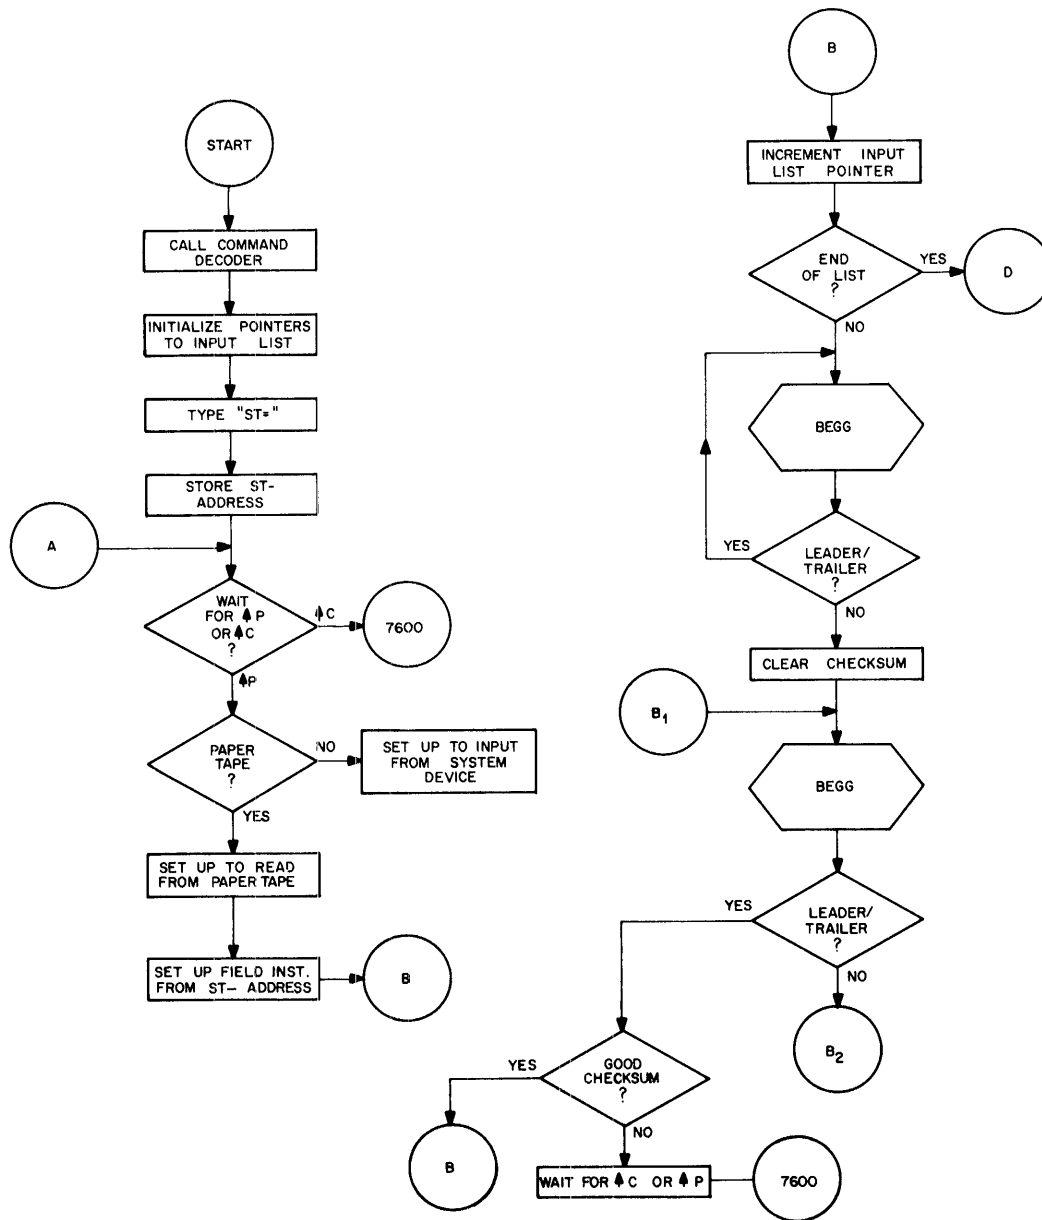 START
CALL COMMAND
DECODER
INITIALIZE POINTERS
TO INPUT LIST
TYPE "ST="
STORE ST-
ADDRESS
A
WAIT
FOR ↑P
OR ↑C
?
↑C
7600
↑P
PAPER
TAPE
?
NO
SET UP TO INPUT
FROM SYSTEM
DEVICE
YES
SET UP TO READ
FROM PAPER TAPE
SET UP FIELD INST.
FROM ST- ADDRESS
B
B
INCREMENT INPUT
LIST POINTER
END
OF LIST
?
YES
D
NO
BEGG
YES
LEADER/
TRAILER
?
NO
CLEAR CHECKSUM
B1
BEGG
YES
LEADER/
TRAILER
?
NO
B2
YES
GOOD
CHECKSUM
?
B
NO
WAIT FOR ↑C OR ↑P
7600